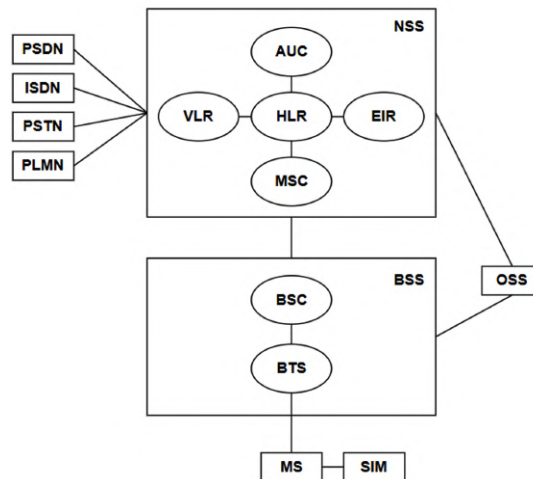 NSS
PSDN
AUC
ISDN
VLR
HLR
EIR
PSTN
PLMN
MSC
BSS
OSS
BSC
BTS
MS
SIM